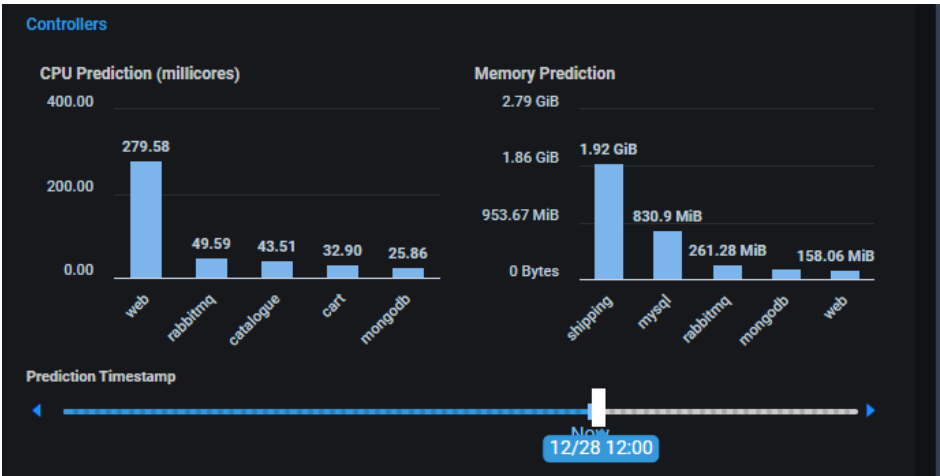 Controllers
CPU Prediction (millicores)
400.00
279.58
200.00
49.59
43.51
32.90
25.86
0.00
web
rabbitmq
catalogue
cart
mongodb
Memory Prediction
2.79 GiB
1.92 GiB
1.86 GiB
953.67 MiB
830.9 MiB
261.28 MiB
158.06 MiB
0 Bytes
shipping
mysql
rabbitmq
mongodb
web
Prediction Timestamp
Now
12/28 12:00